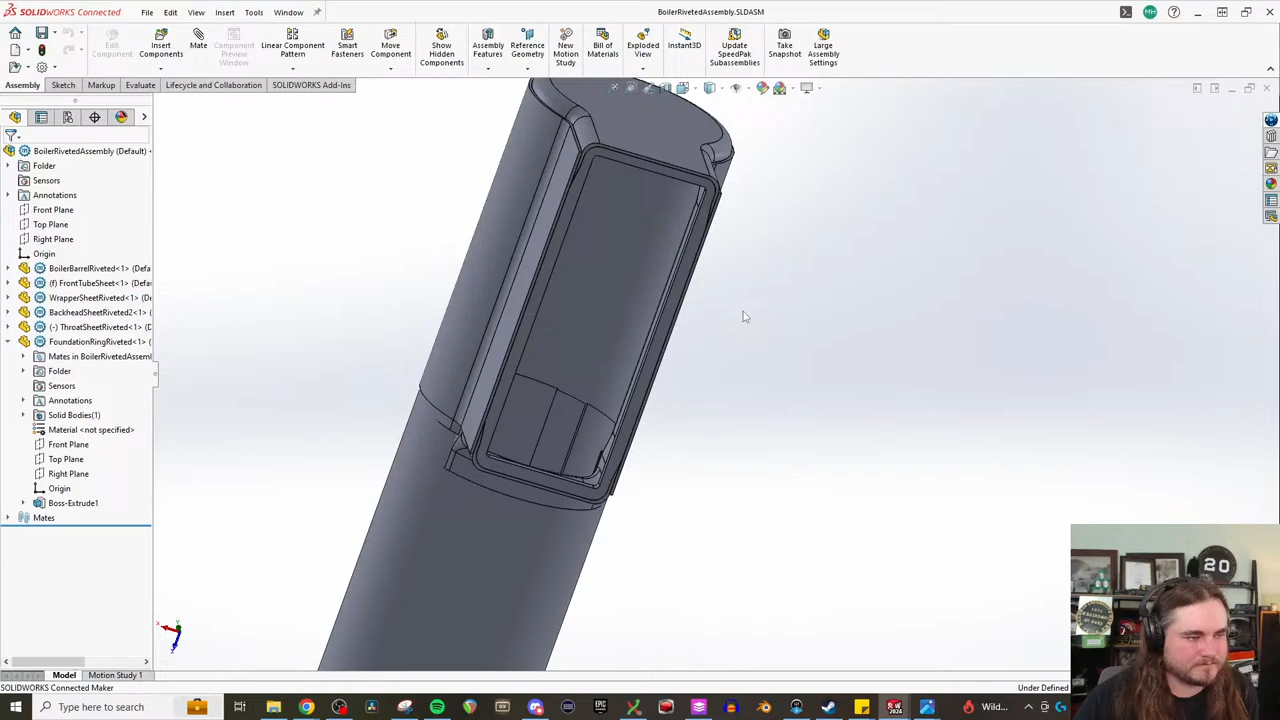 SOLIDWORKS Connected
File
Edit
View
Insert
Tools
Window
BoilerRivetedAssembly.SLDASM
MH
Edit
Component
Insert
Components
Mate
Component
Preview
Window
Linear Component
Pattern
Smart
Fasteners
Move
Component
Show
Hidden
Components
Assembly
Features
Reference
Geometry
New
Motion
Study
Bill of
Materials
Exploded
View
Instant3D
Update
SpeedPak
Subassemblies
Take
Snapshot
Large
Assembly
Settings
Assembly
Sketch
Markup
Evaluate
Lifecycle and Collaboration
SOLIDWORKS Add-Ins
BoilerRivetedAssembly (Default)
Folder
Sensors
Annotations
Front Plane
Top Plane
Right Plane
Origin
BoilerBarrelRiveted<1> (Defa
(f) FrontTubeSheet<1> (Def
WrapperSheetRiveted<1> (D
BackheadSheetRiveted2<1> (
(-) ThroatSheetRiveted<1> (D
FoundationRingRiveted<1> (
Mates in BoilerRivetedAssem
Folder
Sensors
Annotations
Solid Bodies(1)
Material <not specified>
Front Plane
Top Plane
Right Plane
Origin
Boss-Extrude1
Mates
X
Y
Z
20
Model
Motion Study 1
SOLIDWORKS Connected Maker
Under Defined
Type here to search
Wild...